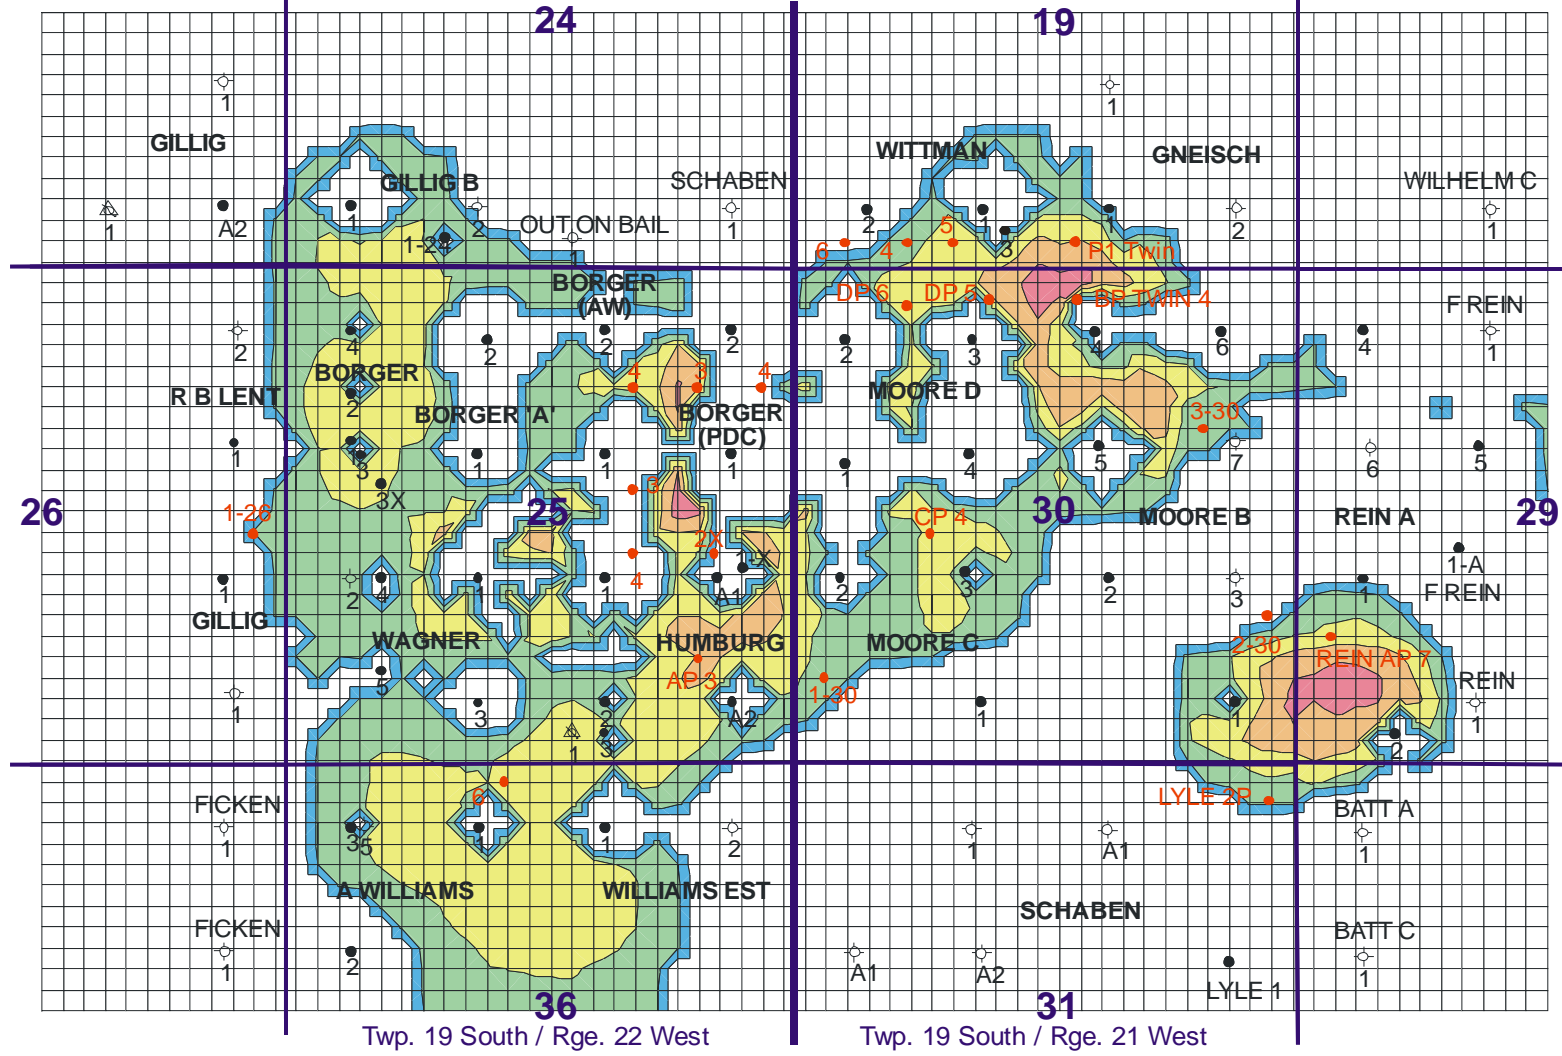 24 19
1 1
GILLIG WITTMAN GNEISCH
GILLIG B SCHABEN WILHELM C
1 A2 1 2 OUT ON BAIL 1 2 1 3 1 2 1
1-24 1 6 4 5 P1 Twin
BORGER
(AW) DP 6 DP 5 BP TWIN 4 F REIN
2 4 2 2 2 2 3 4 6 4 1
BORGER 4 3 4
R B LENT 2 BORGER 'A' BORGER
(PDC) MOORE D 3-30
1 3 1 1 1 1 4 5 7 6 5
3X 3
26 1-26 25 CP 4 30 MOORE B REIN A 29
2X 1-X 1-A
1 2 4 1 1 4 A1 2 3 2 3 1 F REIN
GILLIG WAGNER HUMBURG MOORE C 2-30 REIN AP 7
5 AP 3 1-30 REIN
1 3 2 A2 1 1 1
1 3 2
6 LYLE 2P
FICKEN BATT A
1 3 5 1 1 2 1 A1 1
A WILLIAMS WILLIAMS EST SCHABEN
FICKEN BATT C
1 2 A1 A2 1
LYLE 1
36 31
Twp. 19 South / Rge. 22 West Twp. 19 South / Rge. 21 West